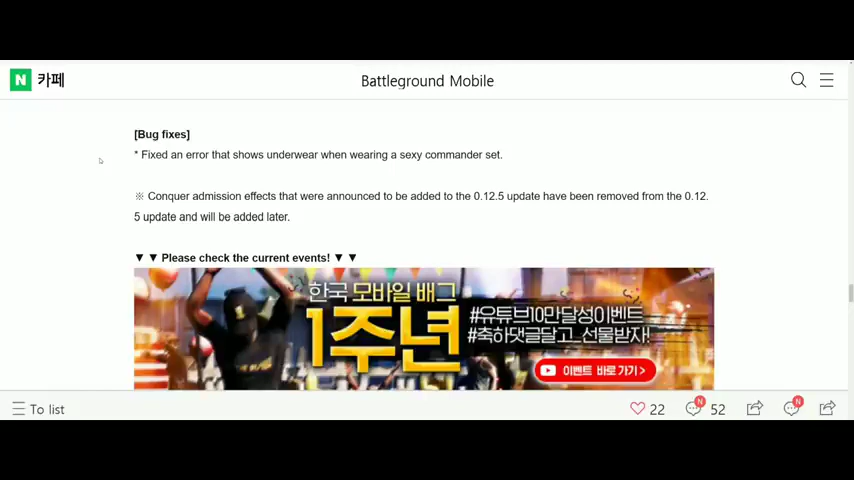 N 카페
Battleground Mobile
[Bug fixes]
* Fixed an error that shows underwear when wearing a sexy commander set.
※ Conquer admission effects that were announced to be added to the 0.12.5 update have been removed from the 0.12.
5 update and will be added later.
▼ ▼ Please check the current events! ▼ ▼
한국 모바일 배그
1주년
#유튜브10만달성이벤트
#축하댓글달고_선물받자!
이벤트 바로가기 >
To list
22
N
52
N